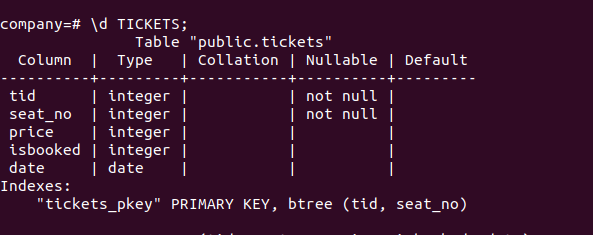 company=# \d TICKETS;
Table "public.tickets"
Column | Type | Collation | Nullable | Default
----------+---------+-----------+----------+---------
tid | integer | | not null |
seat_no | integer | | not null |
price | integer | | |
isbooked | integer | | |
date | date | | |
Indexes:
"tickets_pkey" PRIMARY KEY, btree (tid, seat_no)